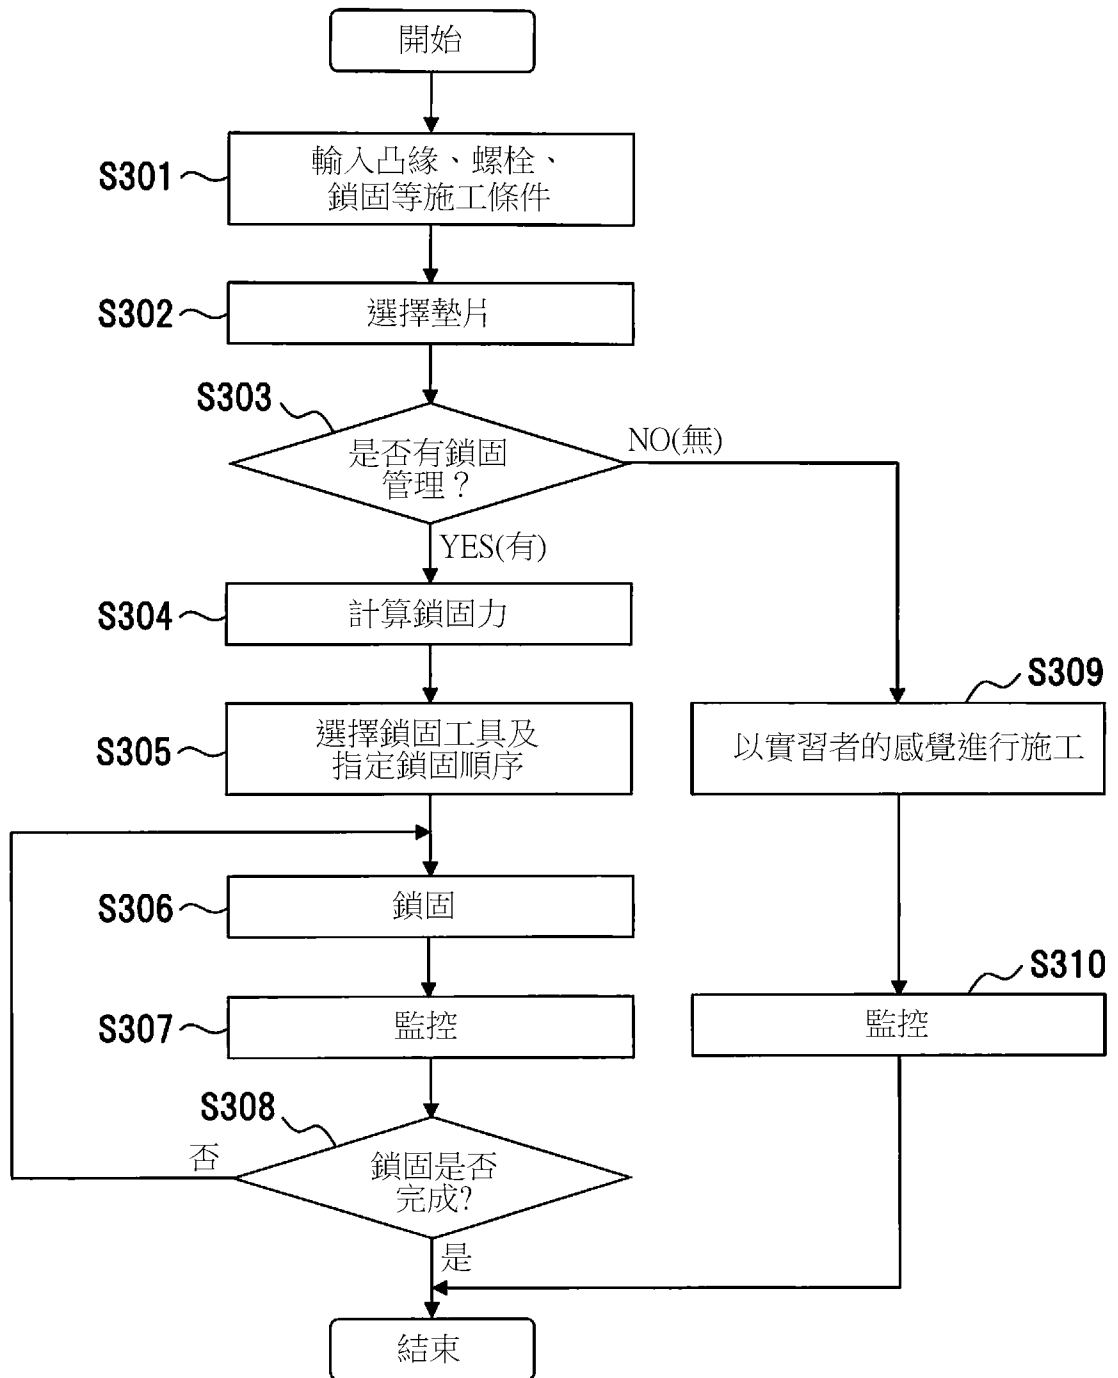 開始
S301
輸入凸緣、螺栓、
鎖固等施工條件
S302
選擇墊片
S303
是否有鎖固
管理？
NO(無)
YES(有)
S304
計算鎖固力
S305
選擇鎖固工具及
指定鎖固順序
S309
以實習者的感覺進行施工
S306
鎖固
S307
監控
S310
監控
S308
鎖固是否
完成?
否
是
結束